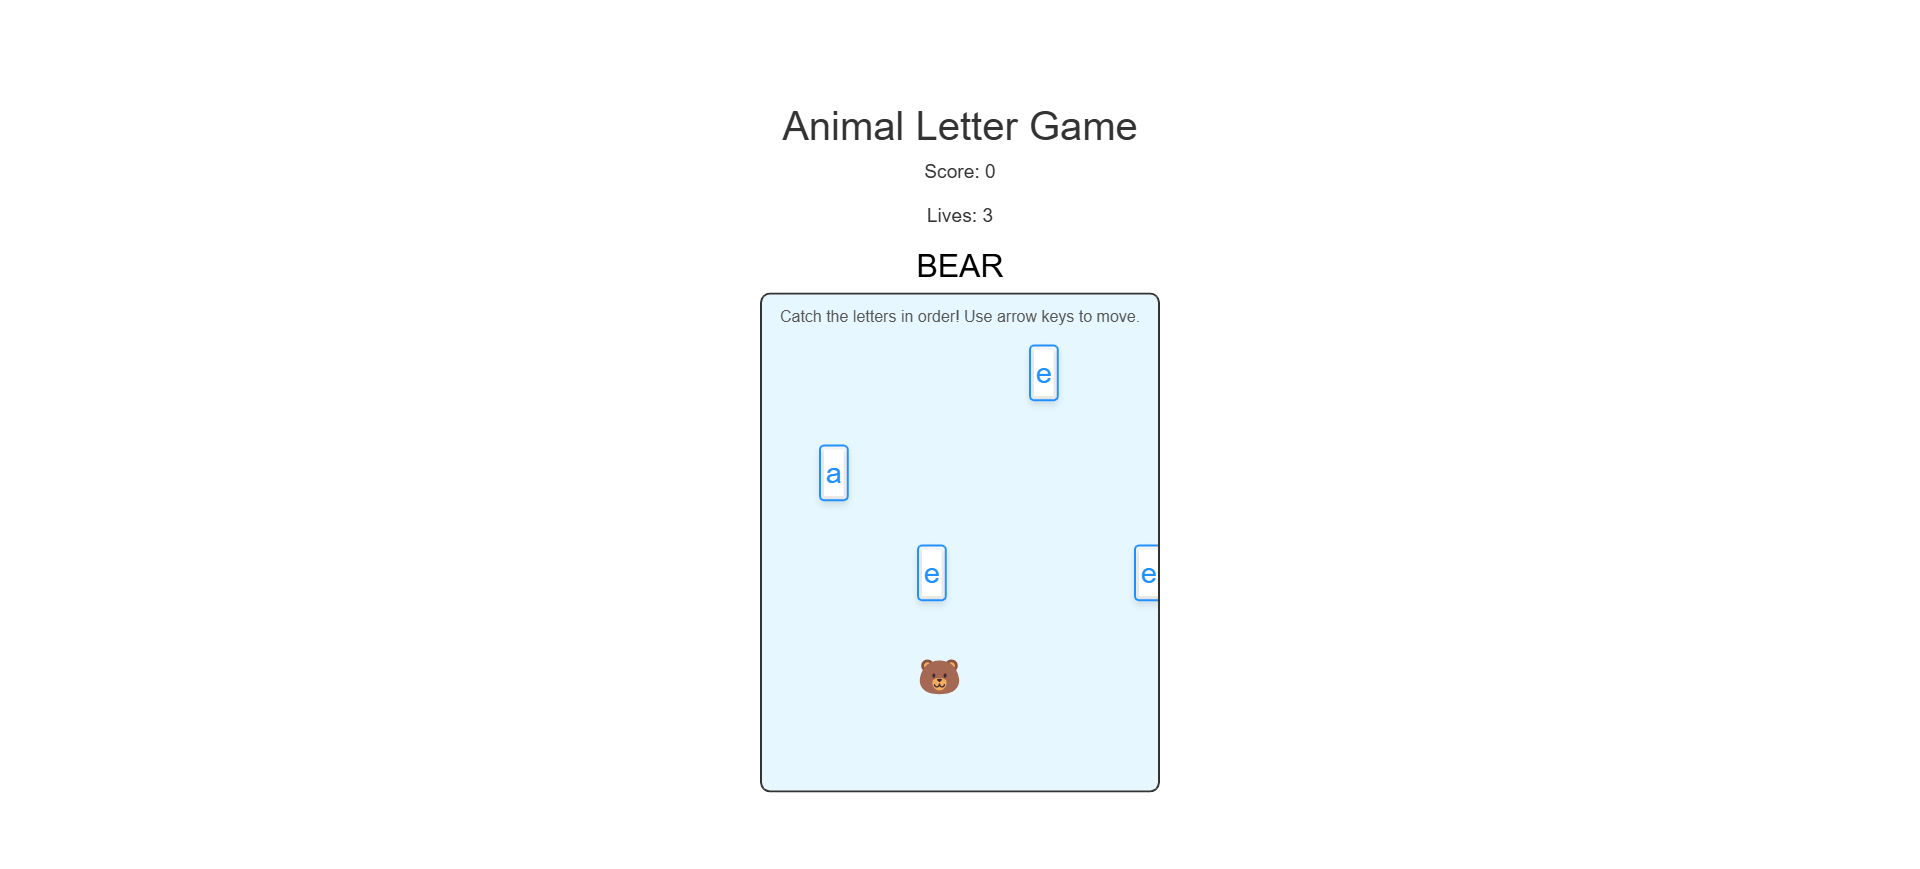 Animal Letter Game
Score: 0
Lives: 3
BEAR
Catch the letters in order! Use arrow keys to move.
e
a
e
e